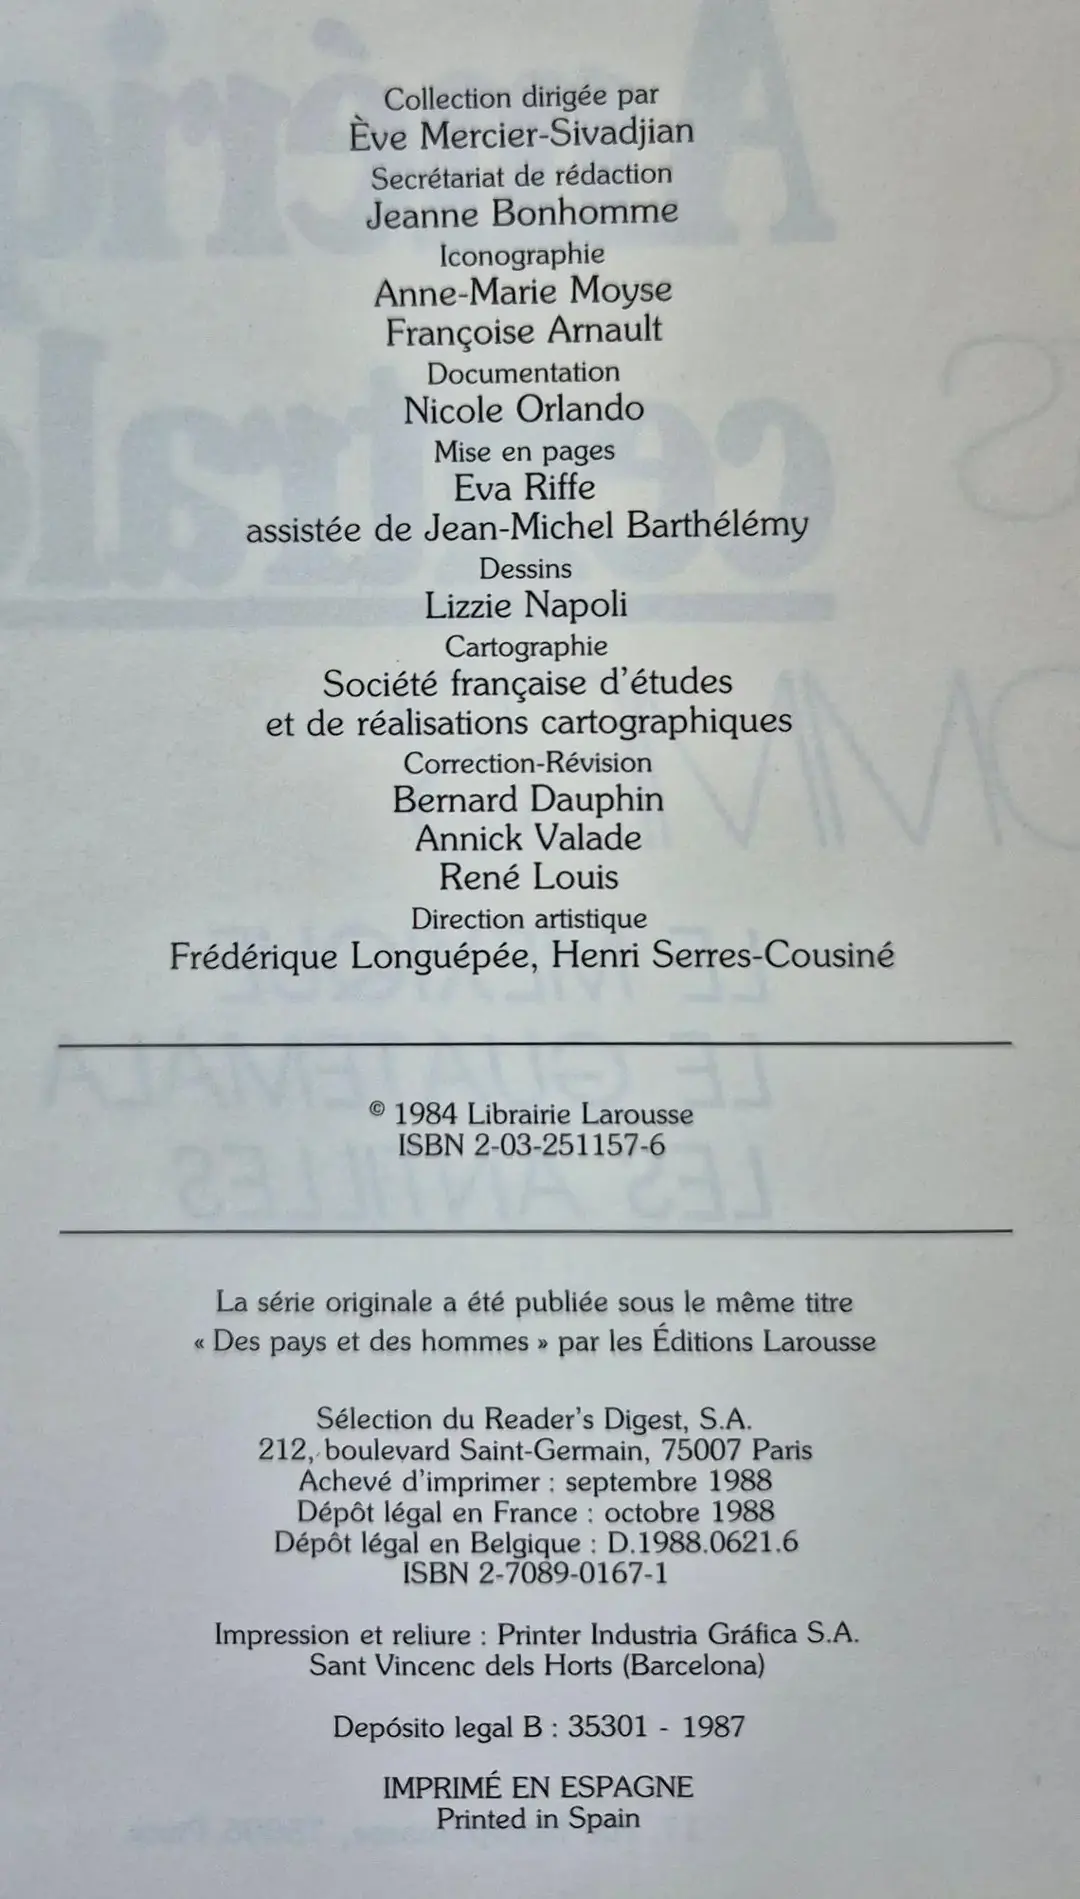 Collection dirigée par
Ève Mercier-Sivadjian
Secrétariat de rédaction
Jeanne Bonhomme
Iconographie
Anne-Marie Moyse
Françoise Arnault
Documentation
Nicole Orlando
Mise en pages
Eva Riffe
assistée de Jean-Michel Barthélémy
Dessins
Lizzie Napoli
Cartographie
Société française d'études
et de réalisations cartographiques
Correction-Révision
Bernard Dauphin
Annick Valade
René Louis
Direction artistique
Frédérique Longuépée, Henri Serres-Cousiné
© 1984 Librairie Larousse
ISBN 2-03-251157-6
La série originale a été publiée sous le même titre
« Des pays et des hommes » par les Éditions Larousse
Sélection du Reader's Digest, S.A.
212, boulevard Saint-Germain, 75007 Paris
Achevé d'imprimer : septembre 1988
Dépôt légal en France : octobre 1988
Dépôt légal en Belgique : D.1988.0621.6
ISBN 2-7089-0167-1
Impression et reliure : Printer Industria Gráfica S.A.
Sant Vincenc dels Horts (Barcelona)
Depósito legal B : 35301 - 1987
IMPRIMÉ EN ESPAGNE
Printed in Spain